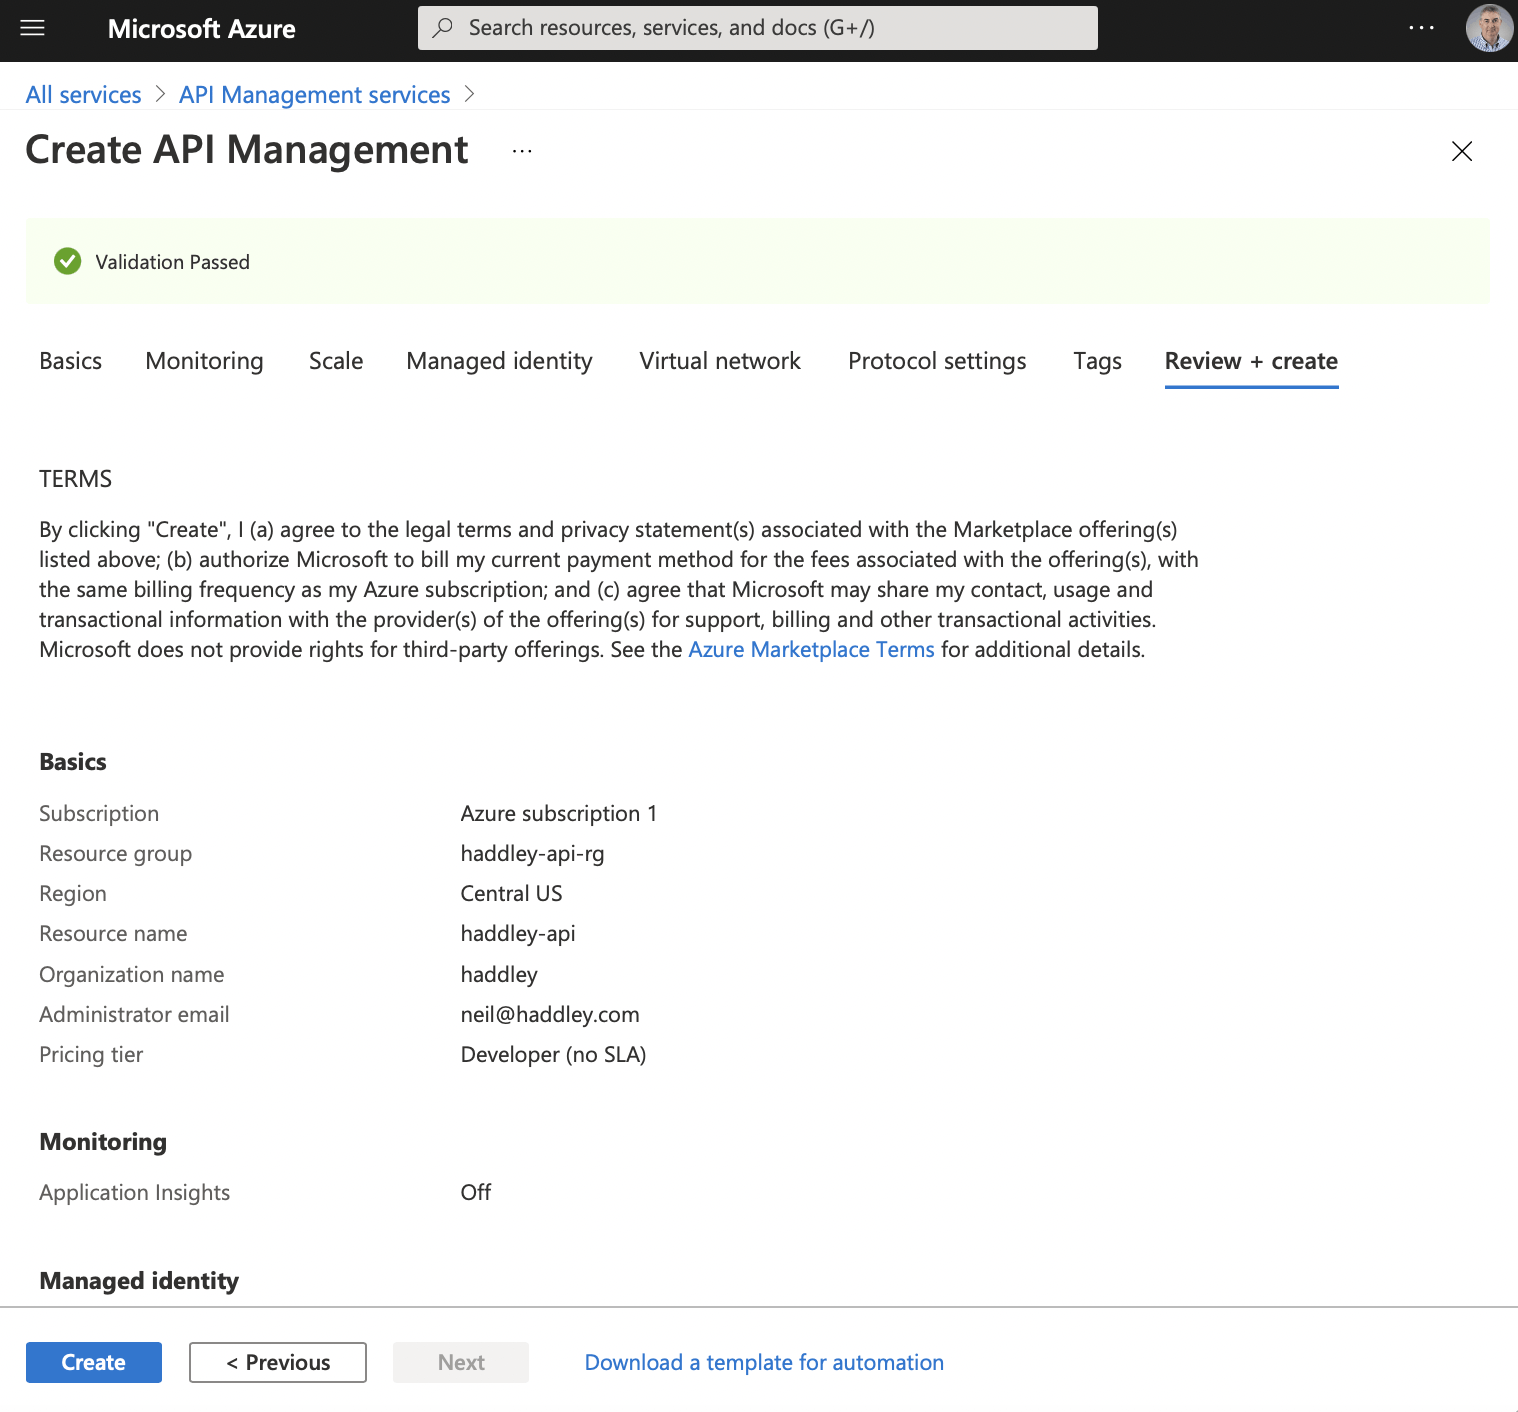 Microsoft Azure
Search resources, services, and docs (G+/)
...
All services > API Management services >
Create API Management ...
Validation Passed
Basics Monitoring Scale Managed identity Virtual network Protocol settings Tags Review + create
TERMS
By clicking "Create", I (a) agree to the legal terms and privacy statement(s) associated with the Marketplace offering(s)
listed above; (b) authorize Microsoft to bill my current payment method for the fees associated with the offering(s), with
the same billing frequency as my Azure subscription; and (c) agree that Microsoft may share my contact, usage and
transactional information with the provider(s) of the offering(s) for support, billing and other transactional activities.
Microsoft does not provide rights for third-party offerings. See the Azure Marketplace Terms for additional details.
Basics
Subscription Azure subscription 1
Resource group haddley-api-rg
Region Central US
Resource name haddley-api
Organization name haddley
Administrator email neil@haddley.com
Pricing tier Developer (no SLA)
Monitoring
Application Insights Off
Managed identity
Create < Previous Next Download a template for automation